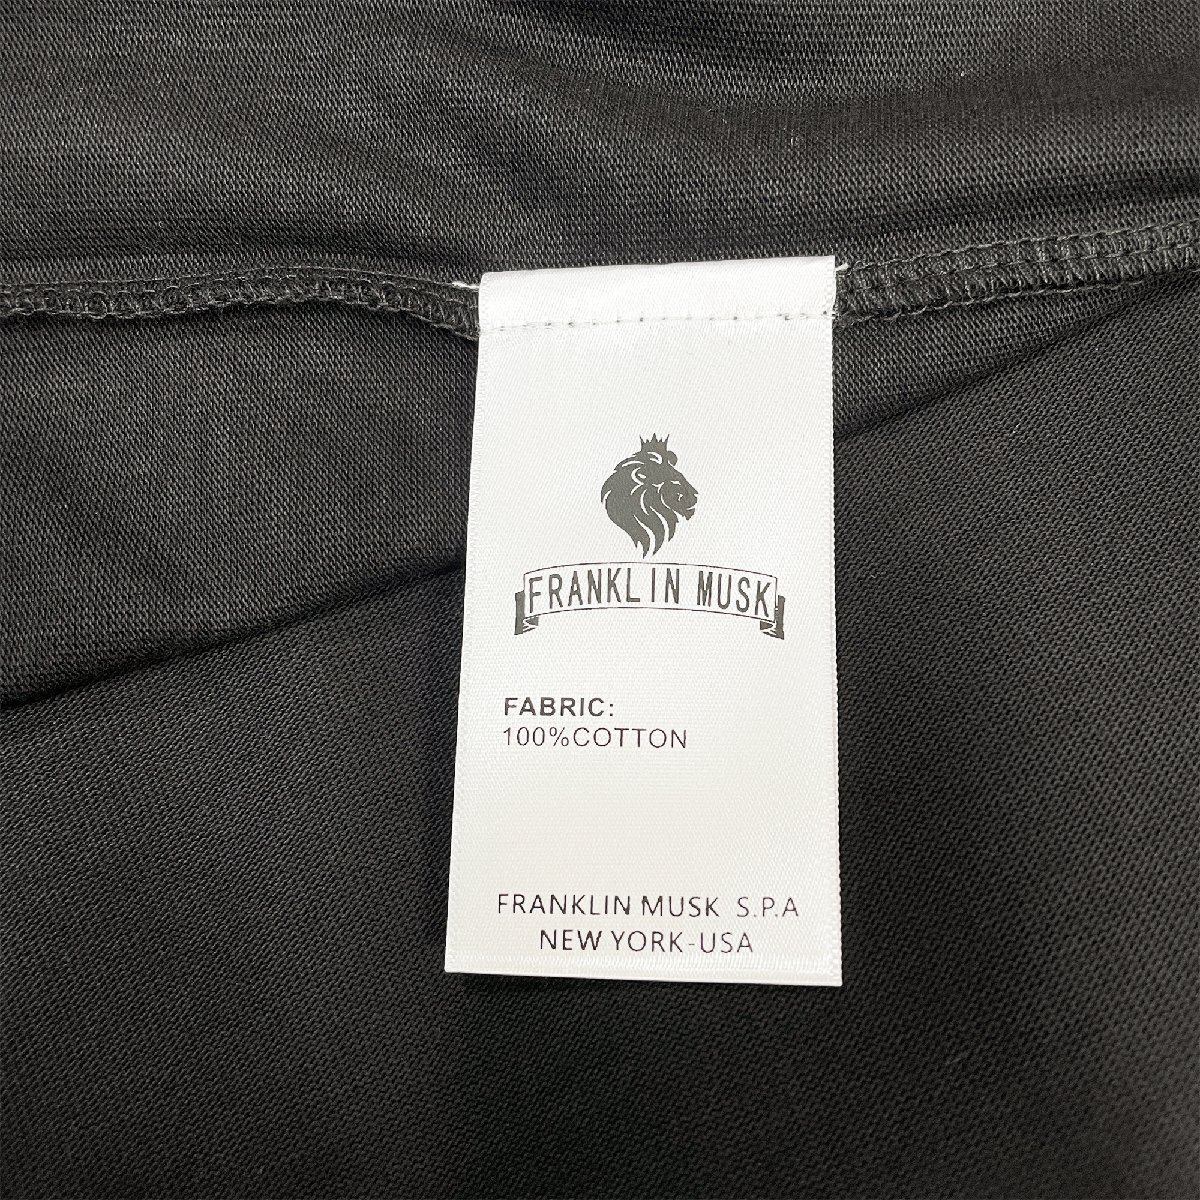 FRANKLIN MUSK
FABRIC:
100%COTTON
FRANKLIN MUSK S.P.A
NEW YORK-USA